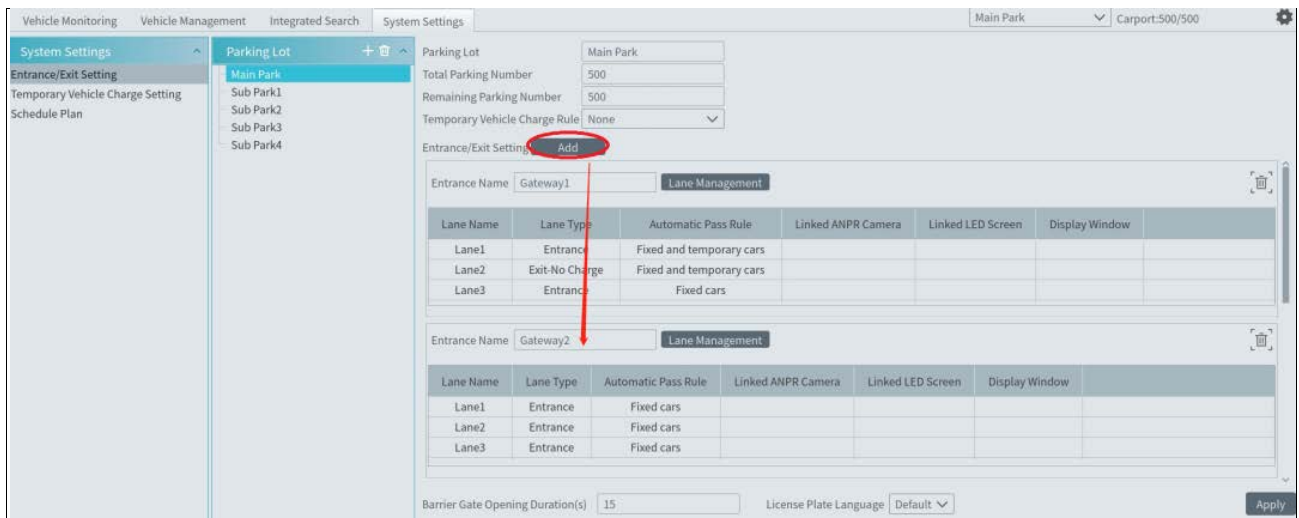 Vehicle Monitoring Vehicle Management Integrated Search System Settings Main Park Carport:500/500
System Settings
Entrance/Exit Setting
Temporary Vehicle Charge Setting
Schedule Plan
Parking Lot
Main Park
Sub Park1
Sub Park2
Sub Park3
Sub Park4
Parking Lot Main Park
Total Parking Number 500
Remaining Parking Number 500
Temporary Vehicle Charge Rule None
Entrance/Exit Setting Add
Entrance Name Gateway1 Lane Management
Lane Name Lane Type Automatic Pass Rule Linked ANPR Camera Linked LED Screen Display Window
Lane1 Entrance Fixed and temporary cars
Lane2 Exit-No Charge Fixed and temporary cars
Lane3 Entrance Fixed cars
Entrance Name Gateway2 Lane Management
Lane Name Lane Type Automatic Pass Rule Linked ANPR Camera Linked LED Screen Display Window
Lane1 Entrance Fixed cars
Lane2 Entrance Fixed cars
Lane3 Entrance Fixed cars
Barrier Gate Opening Duration(s) 15 License Plate Language Default Apply